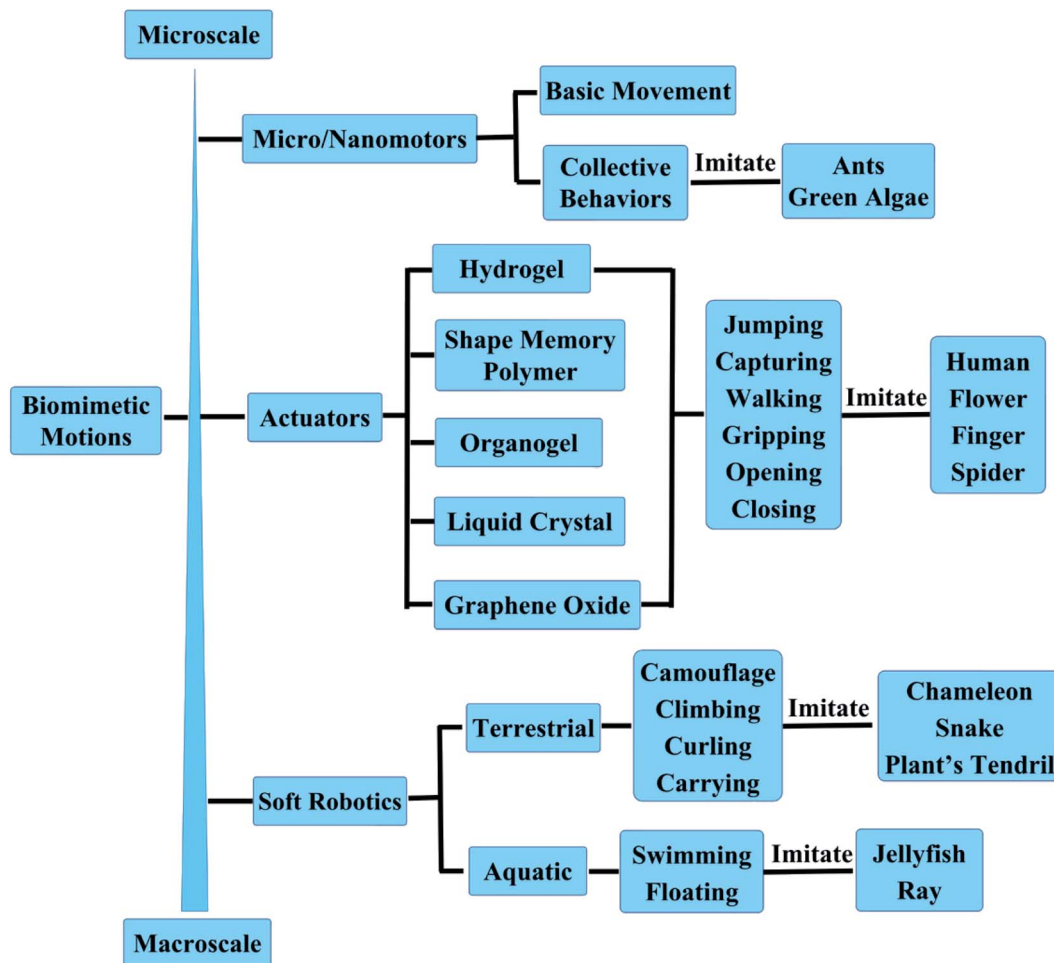 Microscale
Basic Movement
Micro/Nanomotors
Collective
Behaviors
Imitate
Ants
Green Algae
Biomimetic
Motions
Actuators
Hydrogel
Shape Memory
Polymer
Organogel
Liquid Crystal
Graphene Oxide
Jumping
Capturing
Walking
Gripping
Opening
Closing
Imitate
Human
Flower
Finger
Spider
Soft Robotics
Terrestrial
Camouflage
Climbing
Curling
Carrying
Imitate
Chameleon
Snake
Plant's Tendril
Aquatic
Swimming
Floating
Imitate
Jellyfish
Ray
Macroscale